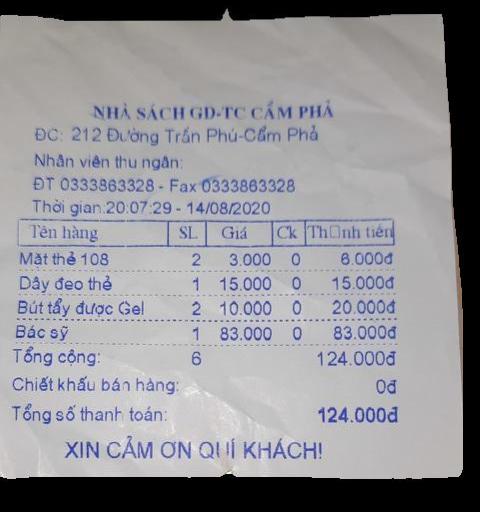 NHÀ SÁCH GD-TC CẨM PHẢ
ĐC: 212 Đường Trần Phú-Cẩm Phả
Nhân viên thu ngân:
ĐT 0333863328 - Fax 0333863328
Thời gian:20:07:29 - 14/08/2020
Tên hàng SL Giá Ck Th□nh tiền
Mặt thẻ 108 2 3.000 0 6.000đ
Dây đeo thẻ 1 15.000 0 15.000đ
Bút tẩy được Gel 2 10.000 0 20.000đ
Bác sỹ 1 83.000 0 83.000đ
Tổng cộng: 6 124.000đ
Chiết khấu bán hàng: 0đ
Tổng số thanh toán: 124.000đ
XIN CẢM ƠN QUÍ KHÁCH!